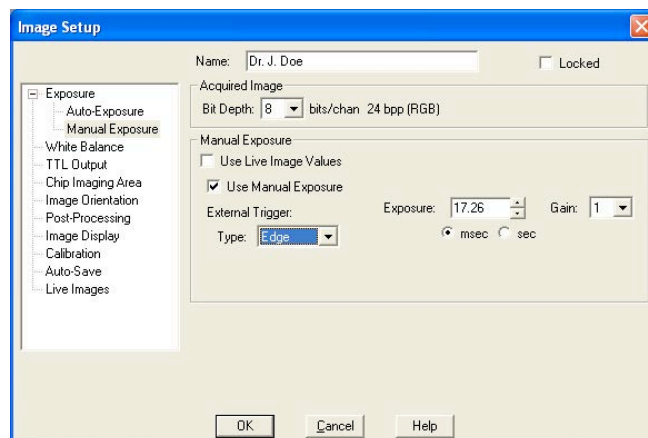 Image Setup
Name: Dr. J. Doe Locked
Exposure
Auto-Exposure
Manual Exposure
White Balance
TTL Output
Chip Imaging Area
Image Orientation
Post-Processing
Image Display
Calibration
Auto-Save
Live Images
Acquired Image
Bit Depth: 8 bits/chan 24 bpp (RGB)
Manual Exposure
Use Live Image Values
Use Manual Exposure
External Trigger: Exposure: 17.26 Gain: 1
Type: Edge msec sec
OK Cancel Help